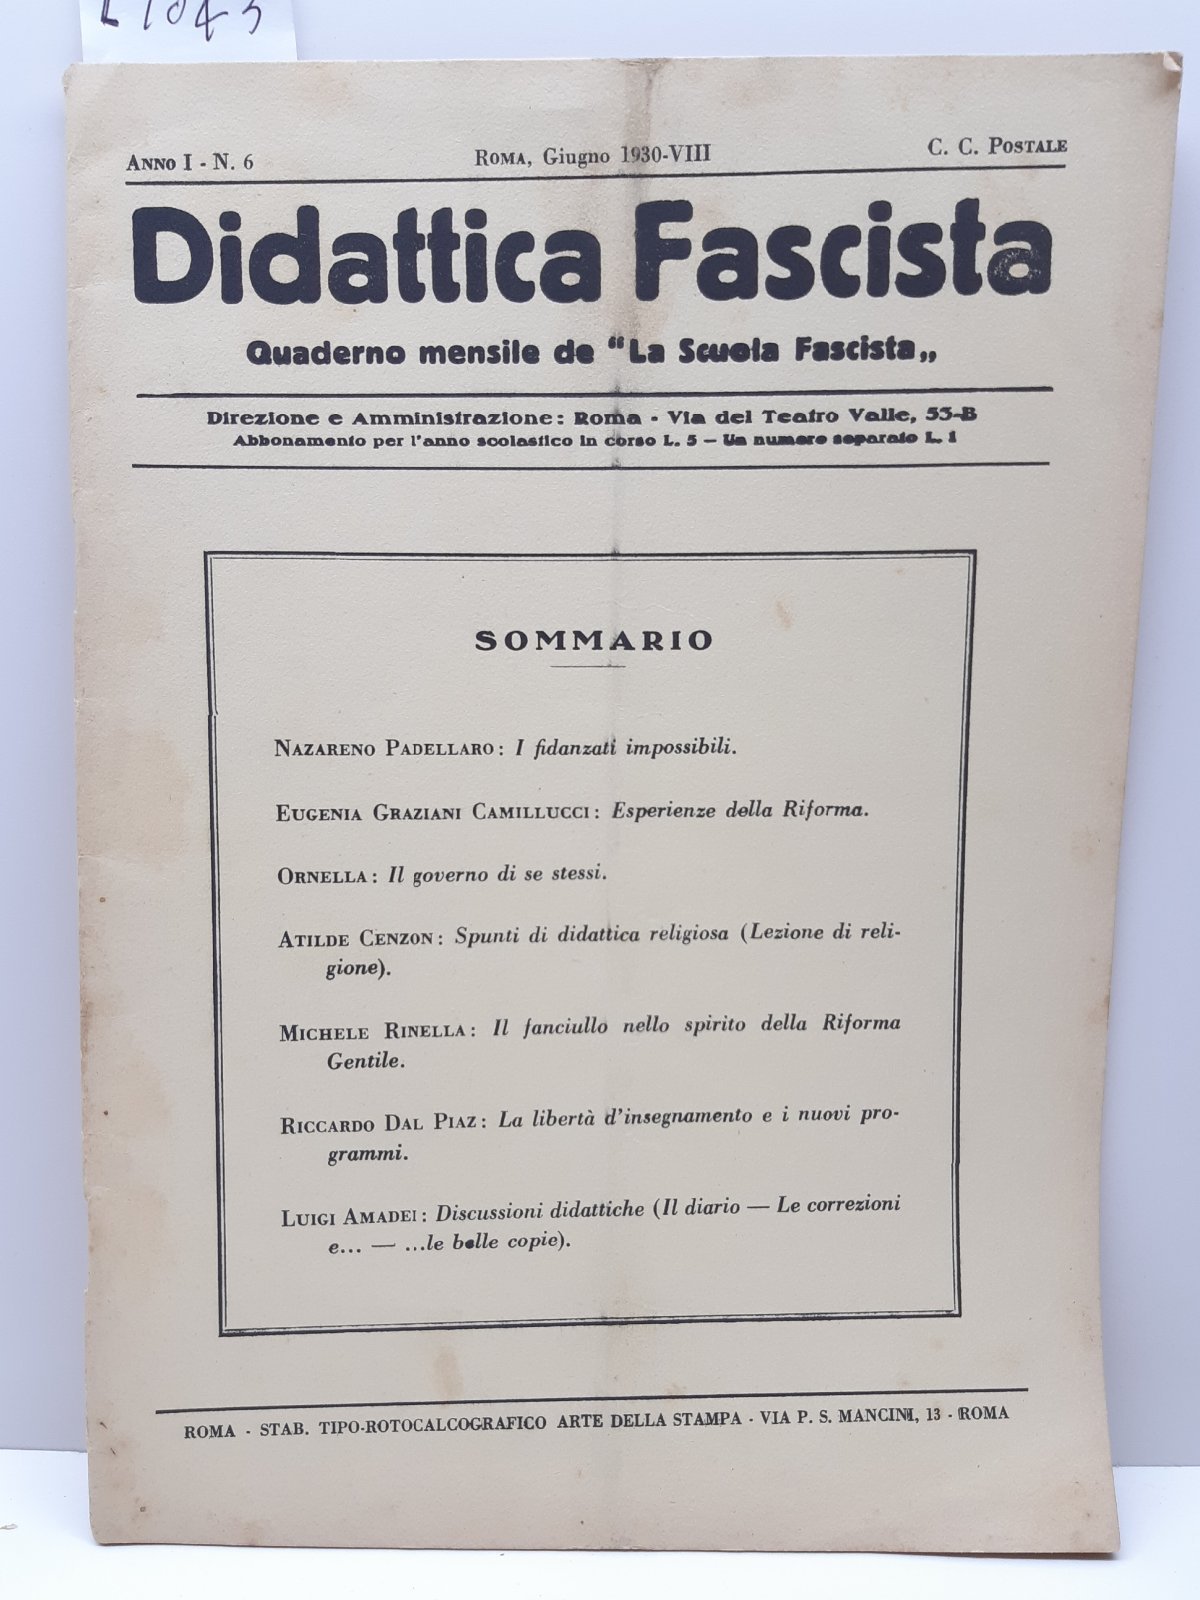 ANNO I - N. 6
ROMA, Giugno 1930-VIII
C. C. POSTALE
Didattica Fascista
Quaderno mensile de "La Scuola Fascista„
Direzione e Amministrazione: Roma - Via del Teatro Valle, 53-B
Abbonamento per l'anno scolastico in corso L. 5 — Un numero separato L. 1
SOMMARIO
NAZARENO PADELLARO: I fidanzati impossibili.
EUGENIA GRAZIANI CAMILLUCCI: Esperienze della Riforma.
ORNELLA: Il governo di se stessi.
ATILDE CENZON: Spunti di didattica religiosa (Lezione di reli-
gione).
MICHELE RINELLA: Il fanciullo nello spirito della Riforma
Gentile.
RICCARDO DAL PIAZ: La libertà d'insegnamento e i nuovi pro-
grammi.
LUIGI AMADEI: Discussioni didattiche (Il diario — Le correzioni
e... — ...le belle copie).
ROMA - STAB. TIPO-ROTOCALCOGRAFICO ARTE DELLA STAMPA - VIA P. S. MANCINI, 13 - ROMA